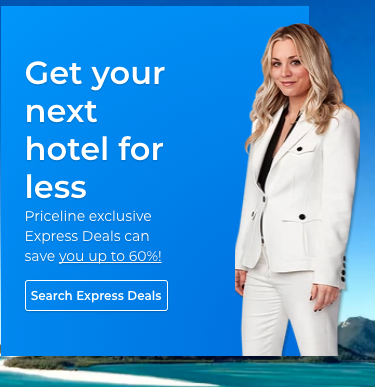 Get your
next
hotel for
less
Priceline exclusive
Express Deals can
save you up to 60%!
Search Express Deals